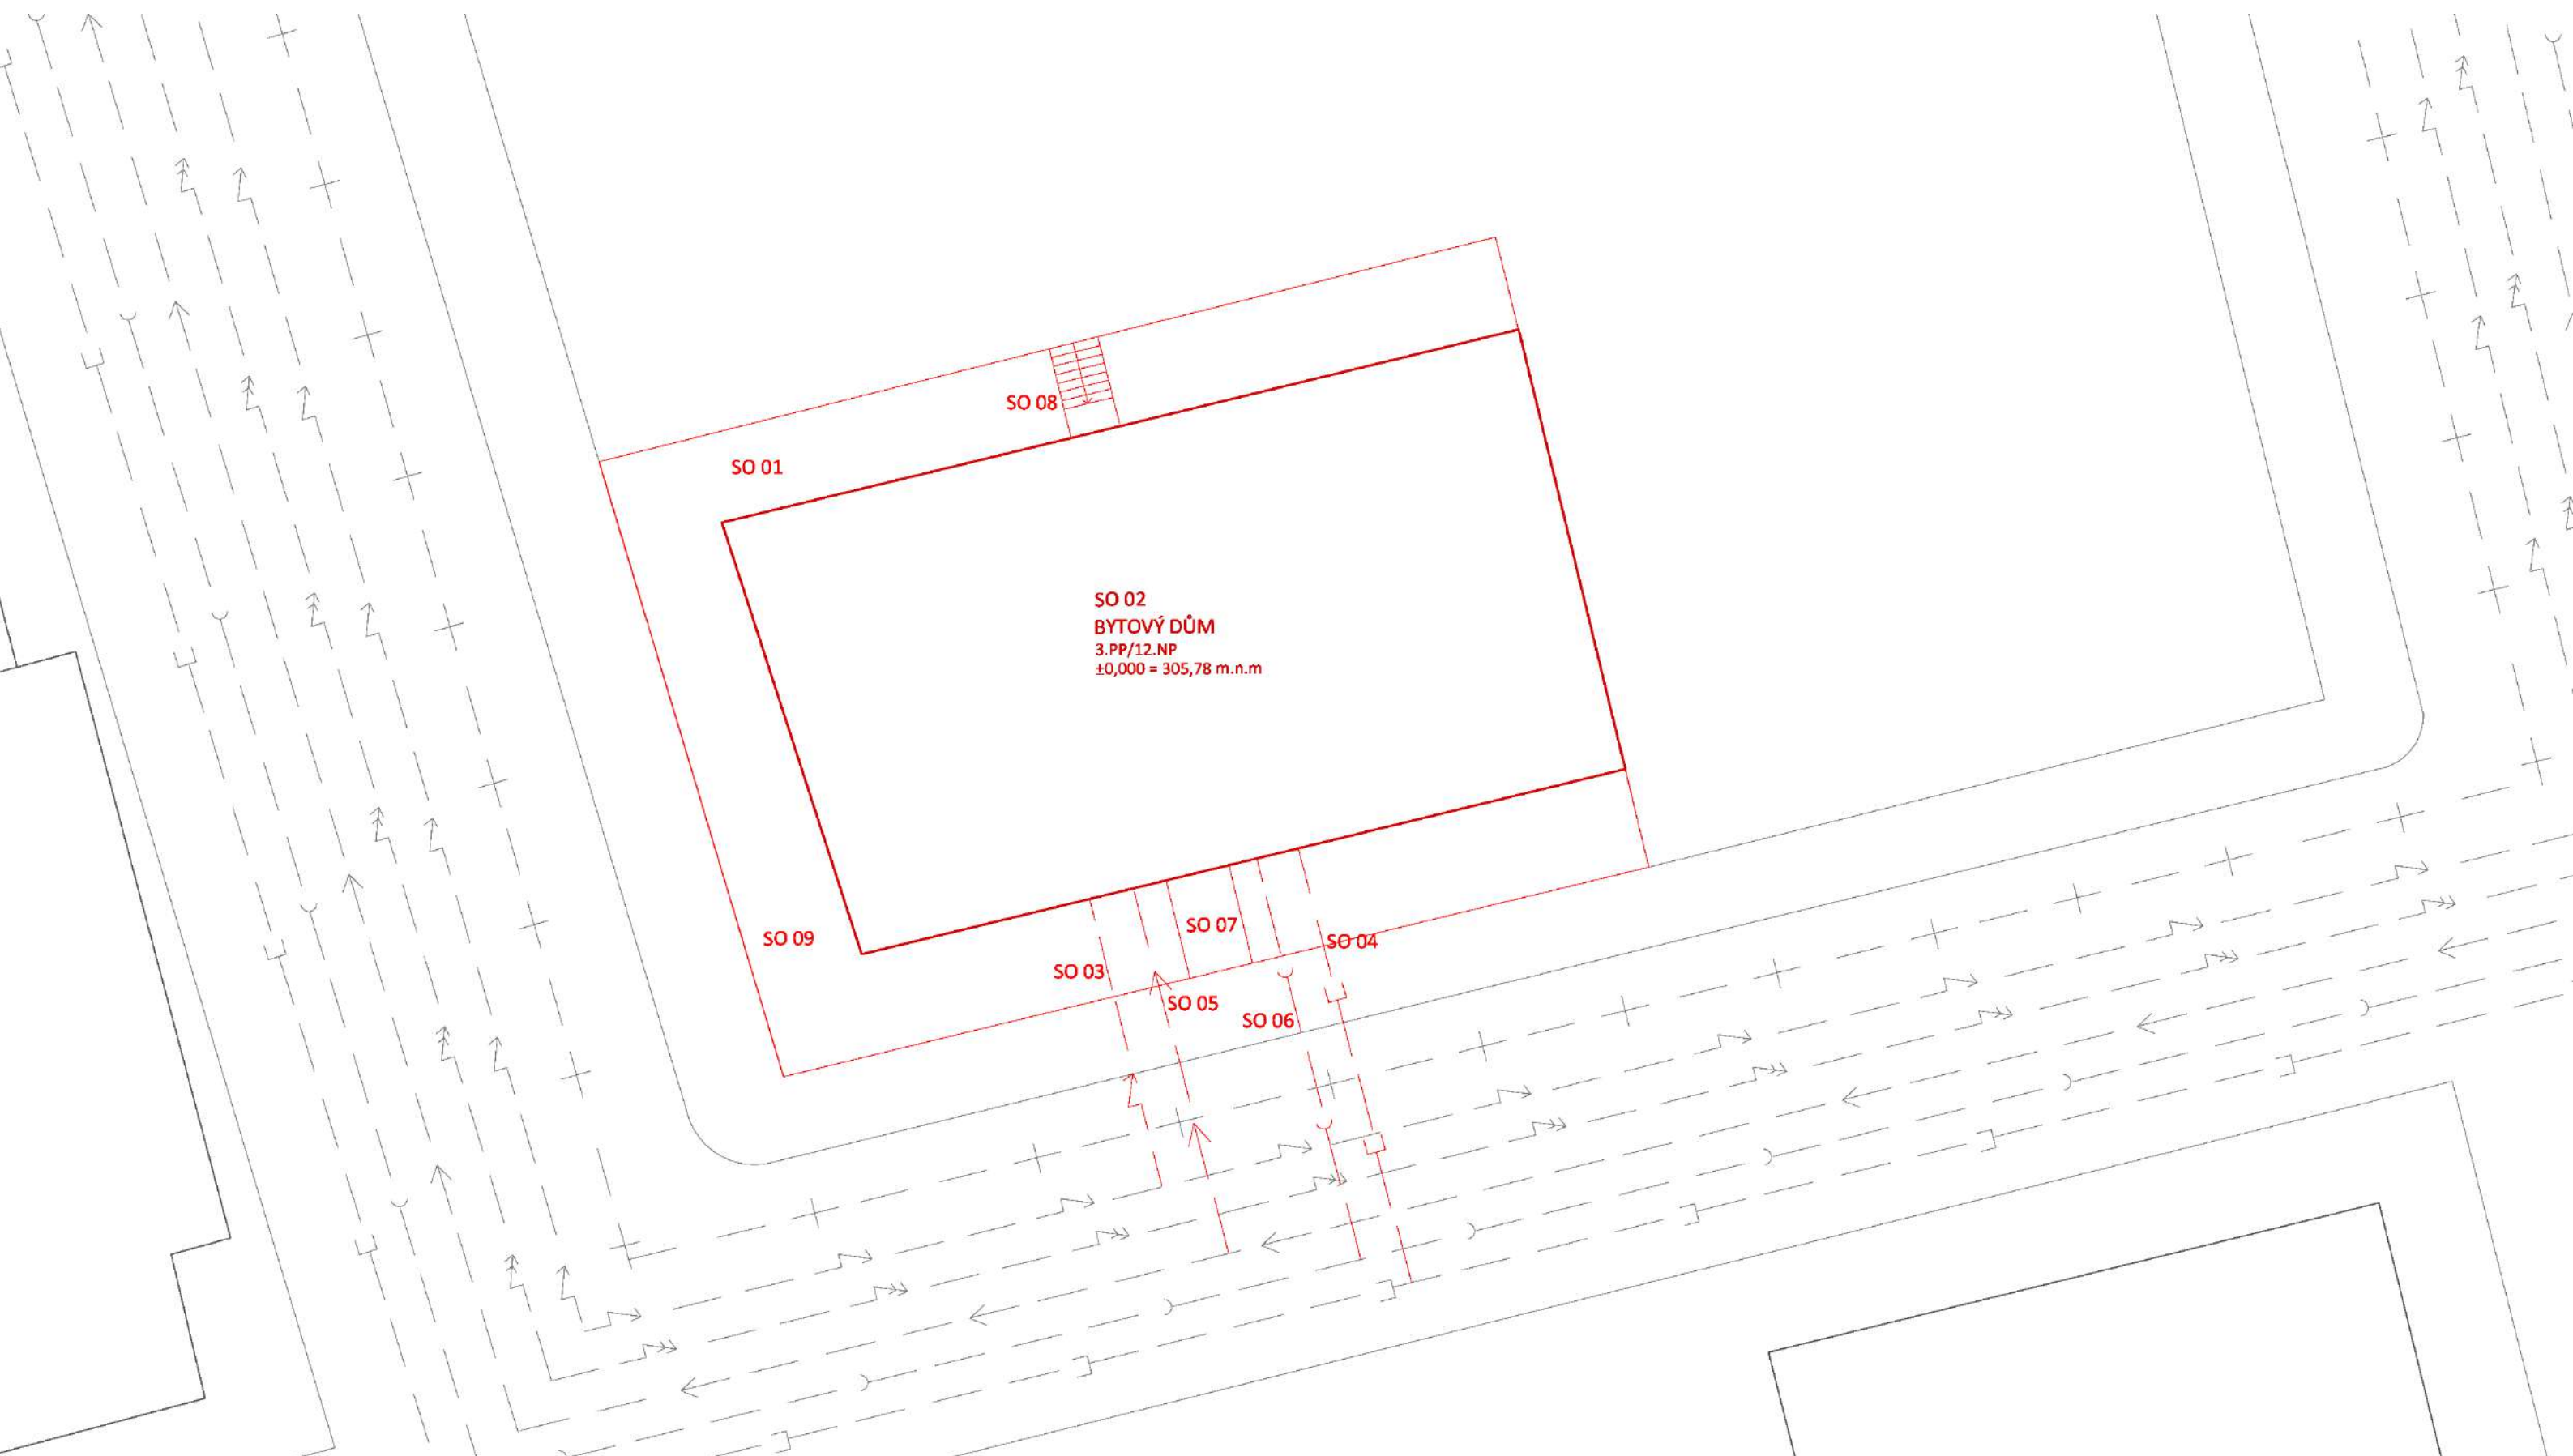 SO 08
SO 01
SO 02
BYTOVÝ DŮM
3.PP/12.NP
±0,000 = 305,78 m.n.m
SO 07
SO 09
SO 04
SO 03
SO 05
SO 06